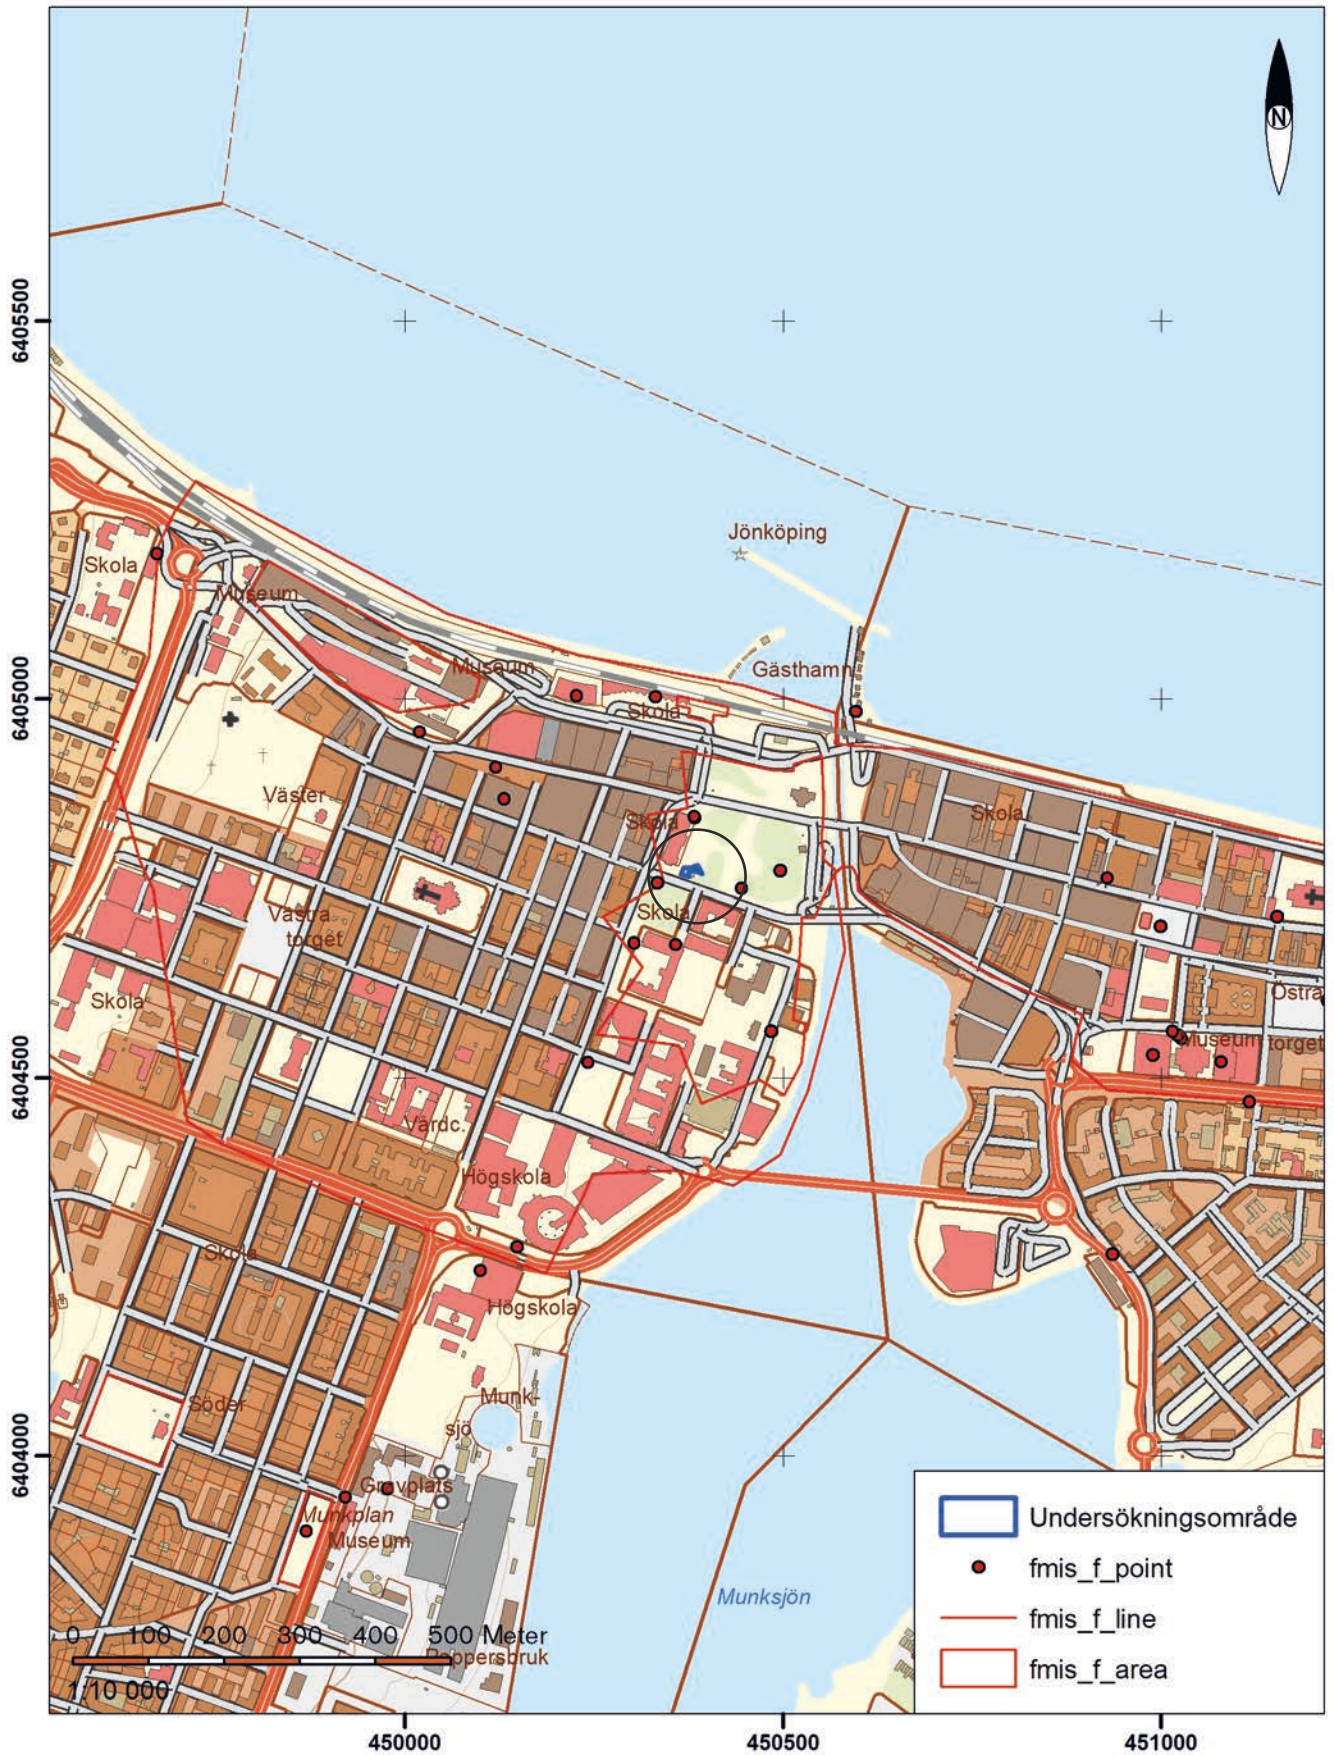 N
6405500
Jönköping
Skola
Museum
Museum
Gästhamn
6405000
Skola
Väster
Skola
Skola
Skola
Västra
torget
Skola
Östra
torget
Museum
6404500
Vårdc.
Högskola
Skola
Högskola
Munk-
sjö
Söder
6404000
Gravplats
Munkplan
Museum
Undersökningsområde
fmis_f_point
fmis_f_line
fmis_f_area
Munksjön
0 100 200 300 400 500 Meter
Pappersbruk
1:10 000
450000 450500 451000